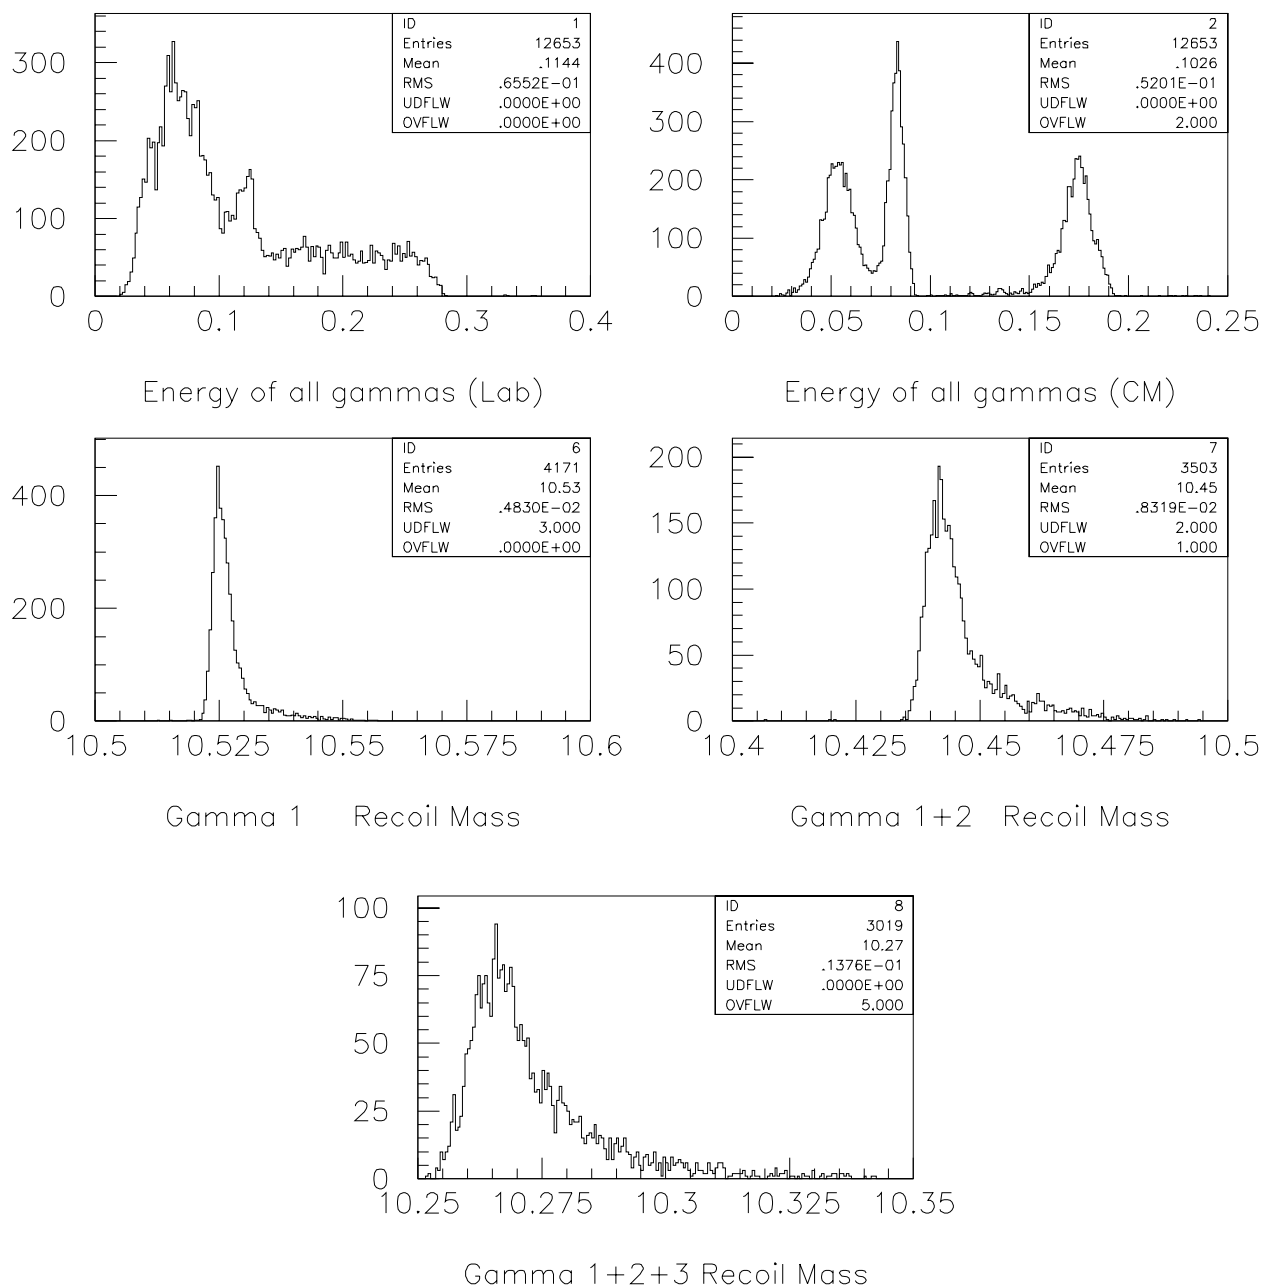 ID 1
Entries 12653
Mean .1144
RMS .6552E-01
UDFLW .0000E+00
OVFLW .0000E+00
300
200
100
0
0 0.1 0.2 0.3 0.4
Energy of all gammas (Lab)
ID 2
Entries 12653
Mean .1026
RMS .5201E-01
UDFLW .0000E+00
OVFLW 2.000
400
300
200
100
0
0 0.05 0.1 0.15 0.2 0.25
Energy of all gammas (CM)
ID 6
Entries 4171
Mean 10.53
RMS .4830E-02
UDFLW 3.000
OVFLW .0000E+00
400
200
0
10.5 10.525 10.55 10.575 10.6
Gamma 1 Recoil Mass
ID 7
Entries 3503
Mean 10.45
RMS .8319E-02
UDFLW 2.000
OVFLW 1.000
200
150
100
50
0
10.4 10.425 10.45 10.475 10.5
Gamma 1+2 Recoil Mass
ID 8
Entries 3019
Mean 10.27
RMS .1376E-01
UDFLW .0000E+00
OVFLW 5.000
100
75
50
25
0
10.25 10.275 10.3 10.325 10.35
Gamma 1+2+3 Recoil Mass